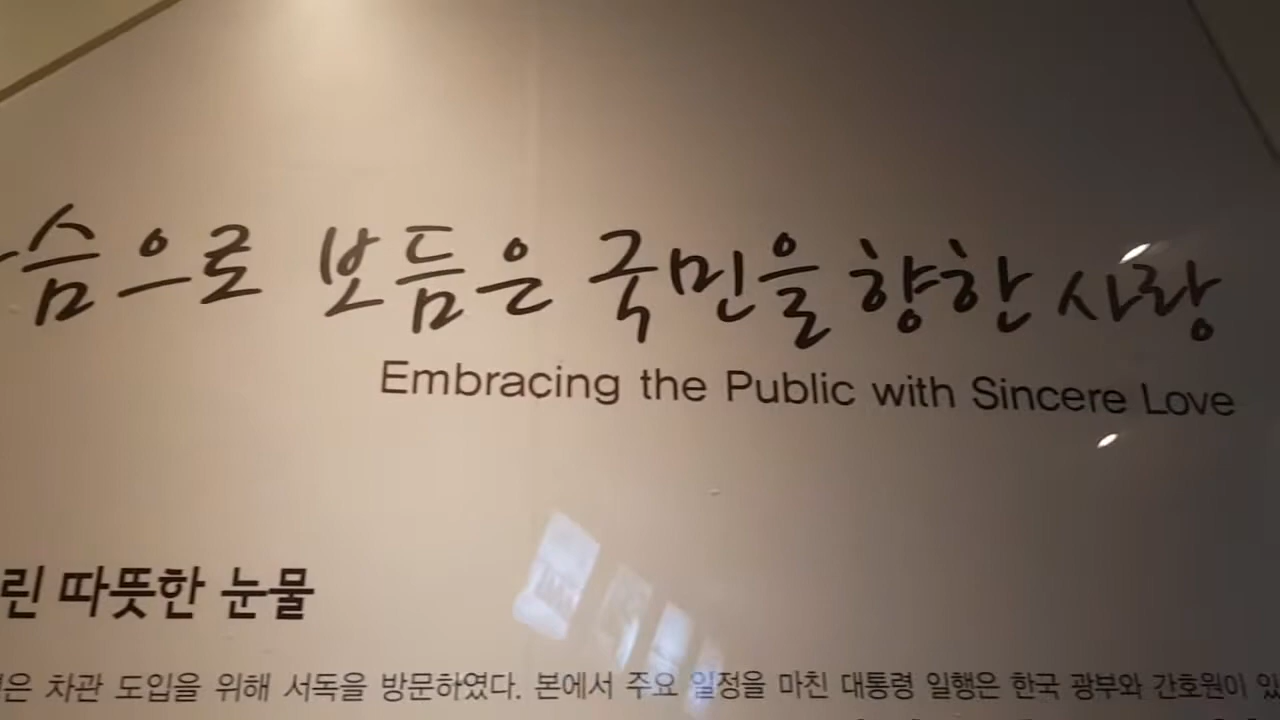 슴으로 보듬은 국민을 향한 사랑
Embracing the Public with Sincere Love
린 따뜻한 눈물
은 차관 도입을 위해 서독을 방문하였다. 본에서 주요 일정을 마친 대통령 일행은 한국 광부와 간호원이 있